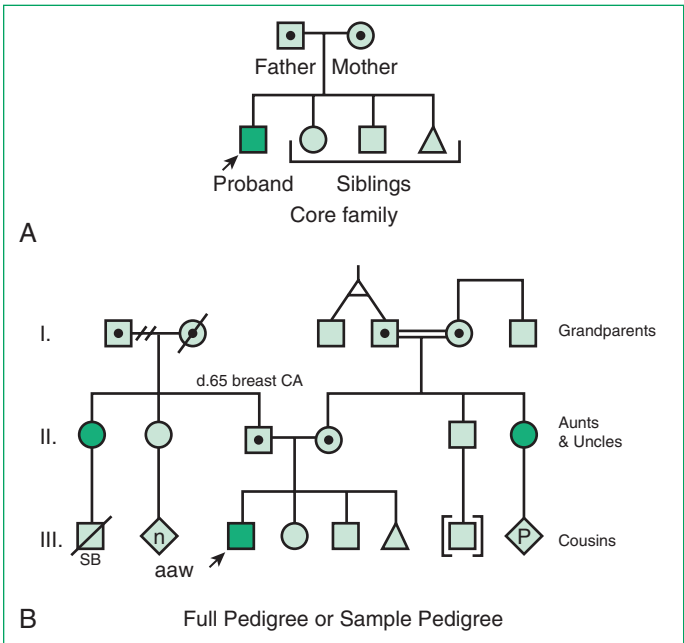 Father Mother
Proband Siblings
Core family
A
I. Grandparents
d.65 breast CA
II. Aunts
& Uncles
III. n P Cousins
SB
aaw
B Full Pedigree or Sample Pedigree